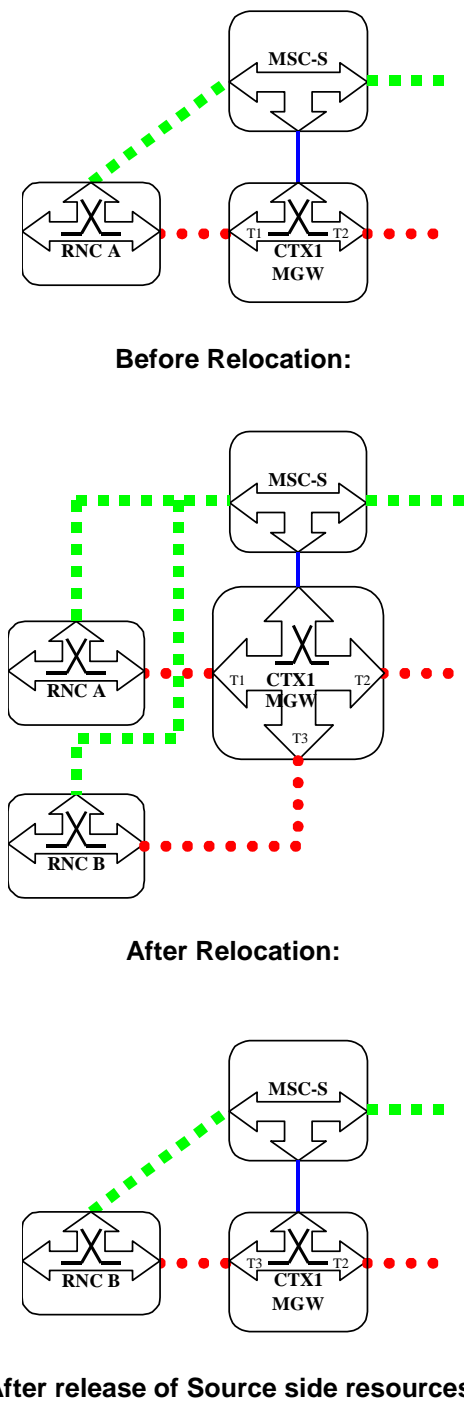 MSC-S
RNC A
T1
T2
CTX1
MGW
Before Relocation:
MSC-S
RNC A
T1
CTX1
MGW
T2
T3
RNC B
After Relocation:
MSC-S
RNC B
T3
T2
CTX1
MGW
After release of Source side resources